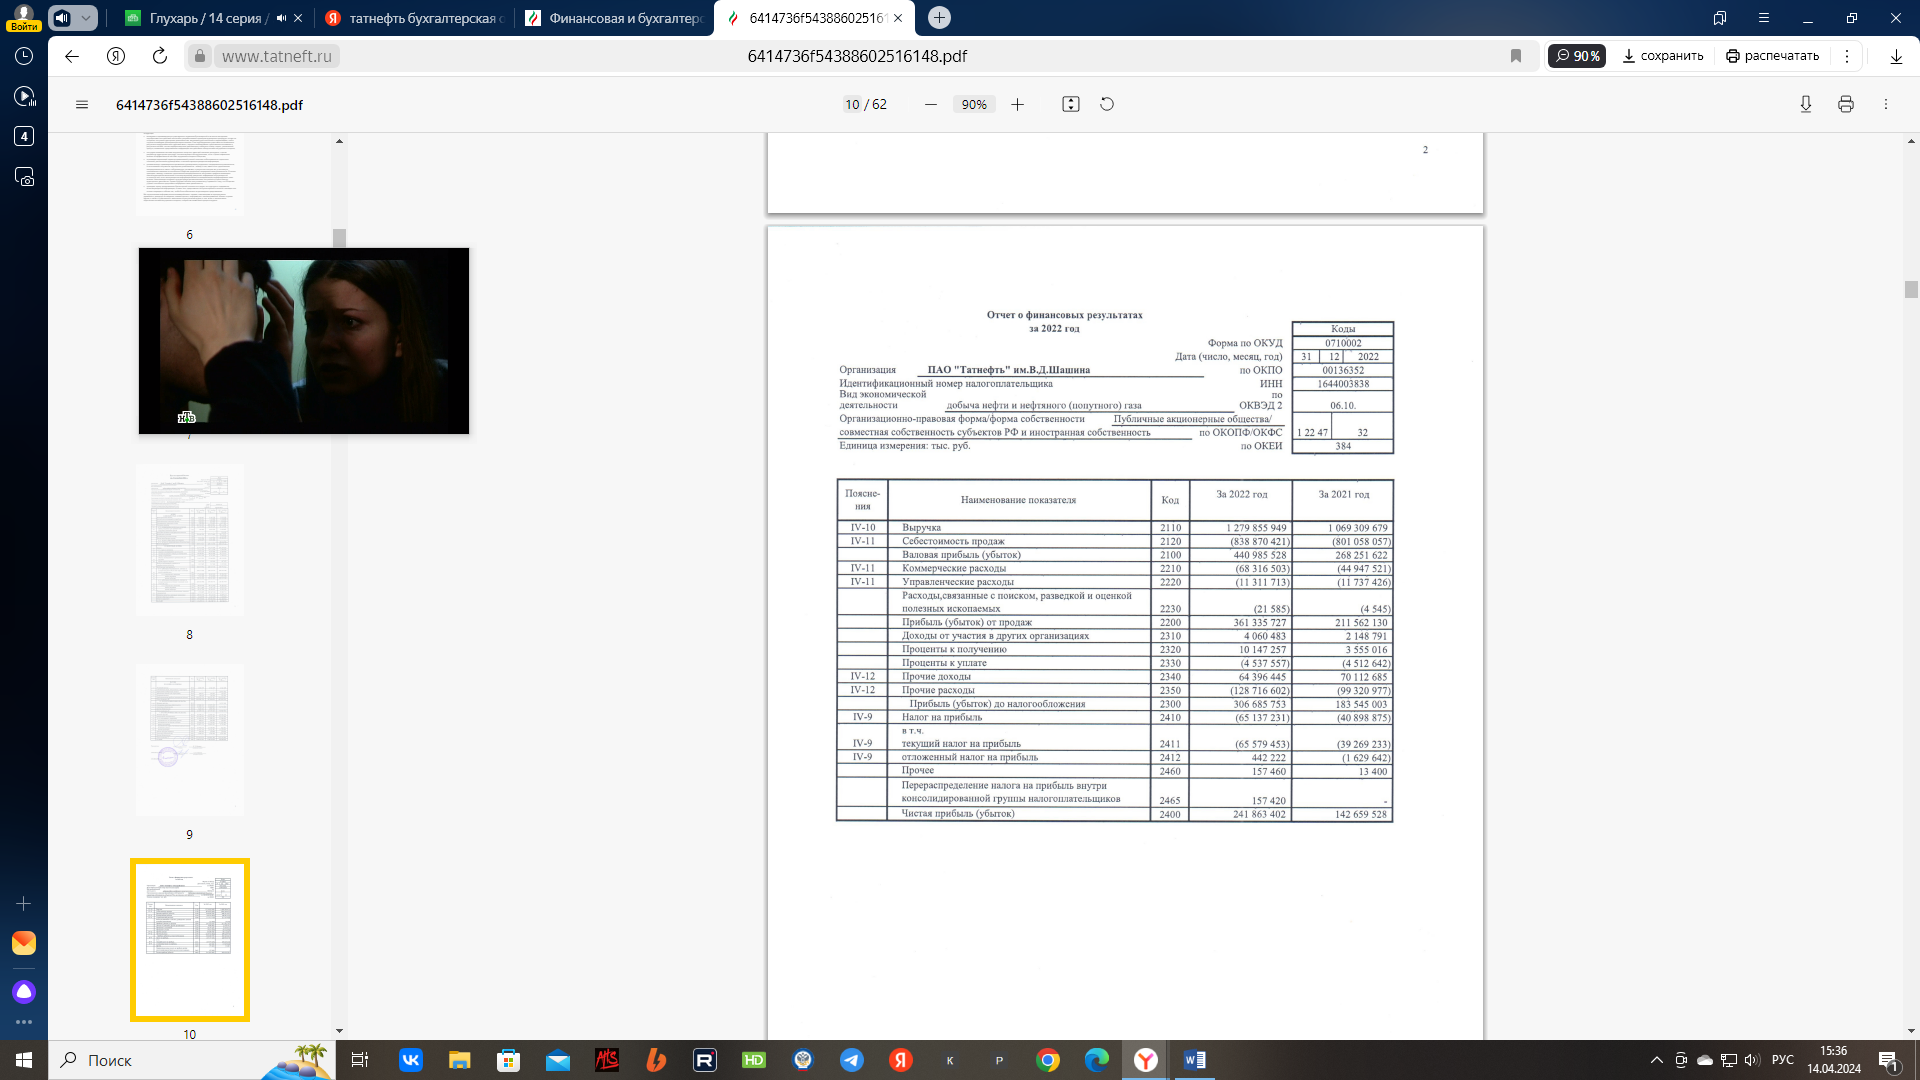 Войти
Глухарь / 14 серия /
татнефть бухгалтерская о
Финансовая и бухгалтерс
6414736f5438860251614
www.tatneft.ru
6414736f54388602516148.pdf
90%
сохранить
распечатать
6414736f54388602516148.pdf
10 / 62
90%
4
6
7
8
9
10
НТВ
2
Отчет о финансовых результатах
за 2022 год
Коды
Форма по ОКУД 0710002
Дата (число, месяц, год) 31 12 2022
Организация ПАО "Татнефть" им.В.Д.Шашина по ОКПО 00136352
Идентификационный номер налогоплательщика ИНН 1644003838
Вид экономической по
деятельности добыча нефти и нефтяного (попутного) газа ОКВЭД 2 06.10.
Организационно-правовая форма/форма собственности Публичные акционерные общества/
совместная собственность субъектов РФ и иностранная собственность по ОКОПФ/ОКФС 1 22 47 32
Единица измерения: тыс. руб. по ОКЕИ 384
Поясне-
ния Наименование показателя Код За 2022 год За 2021 год
IV-10 Выручка 2110 1 279 855 949 1 069 309 679
IV-11 Себестоимость продаж 2120 (838 870 421) (801 058 057)
Валовая прибыль (убыток) 2100 440 985 528 268 251 622
IV-11 Коммерческие расходы 2210 (68 316 503) (44 947 521)
IV-11 Управленческие расходы 2220 (11 311 713) (11 737 426)
Расходы,связанные с поиском, разведкой и оценкой
полезных ископаемых 2230 (21 585) (4 545)
Прибыль (убыток) от продаж 2200 361 335 727 211 562 130
Доходы от участия в других организациях 2310 4 060 483 2 148 791
Проценты к получению 2320 10 147 257 3 555 016
Проценты к уплате 2330 (4 537 557) (4 512 642)
IV-12 Прочие доходы 2340 64 396 445 70 112 685
IV-12 Прочие расходы 2350 (128 716 602) (99 320 977)
Прибыль (убыток) до налогообложения 2300 306 685 753 183 545 003
IV-9 Налог на прибыль 2410 (65 137 231) (40 898 875)
в т.ч.
IV-9 текущий налог на прибыль 2411 (65 579 453) (39 269 233)
IV-9 отложенный налог на прибыль 2412 442 222 (1 629 642)
Прочее 2460 157 460 13 400
Перераспределение налога на прибыль внутри
консолидированной группы налогоплательщиков 2465 157 420 -
Чистая прибыль (убыток) 2400 241 863 402 142 659 528
Поиск
HD
К
Р
РУС
15:36
14.04.2024
1